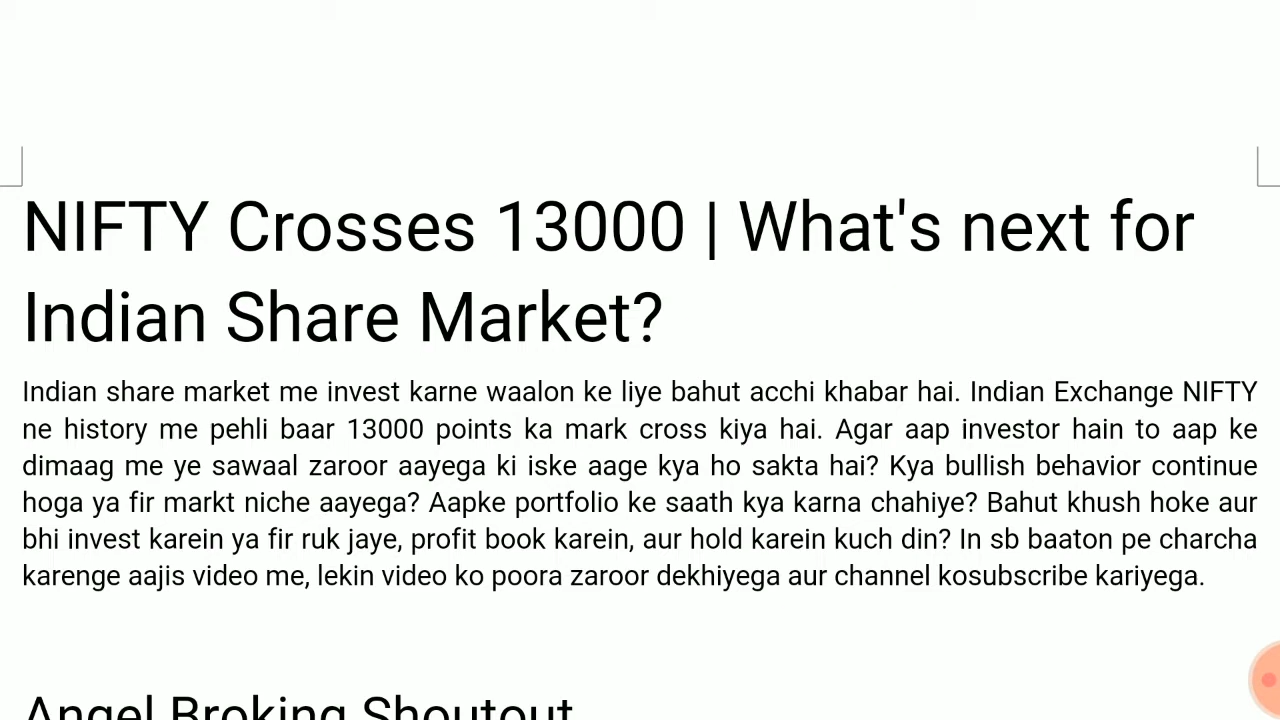 NIFTY Crosses 13000 | What's next for
Indian Share Market?
Indian share market me invest karne waalon ke liye bahut acchi khabar hai. Indian Exchange NIFTY
ne history me pehli baar 13000 points ka mark cross kiya hai. Agar aap investor hain to aap ke
dimaag me ye sawaal zaroor aayega ki iske aage kya ho sakta hai? Kya bullish behavior continue
hoga ya fir markt niche aayega? Aapke portfolio ke saath kya karna chahiye? Bahut khush hoke aur
bhi invest karein ya fir ruk jaye, profit book karein, aur hold karein kuch din? In sb baaton pe charcha
karenge aajis video me, lekin video ko poora zaroor dekhiyega aur channel kosubscribe kariyega.
Angel Broking Shoutout